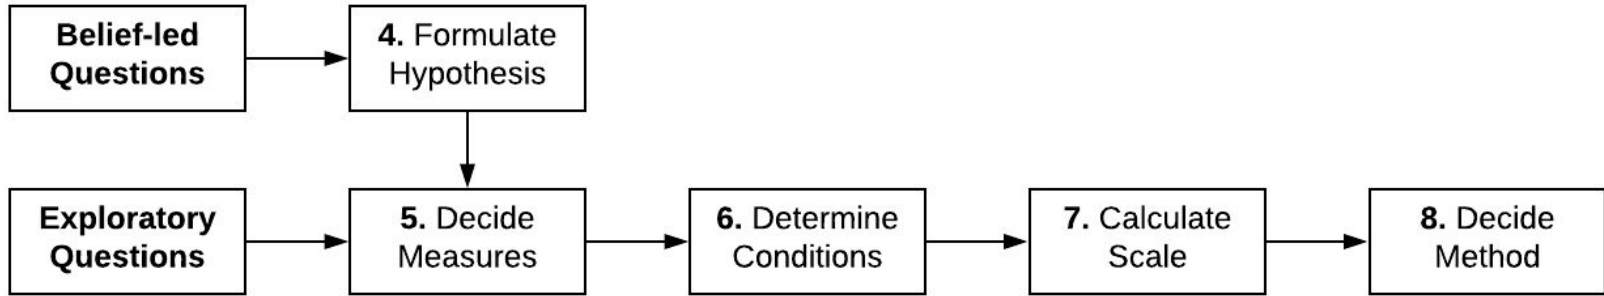 Belief-led
Questions
4. Formulate
Hypothesis
Exploratory
Questions
5. Decide
Measures
6. Determine
Conditions
7. Calculate
Scale
8. Decide
Method